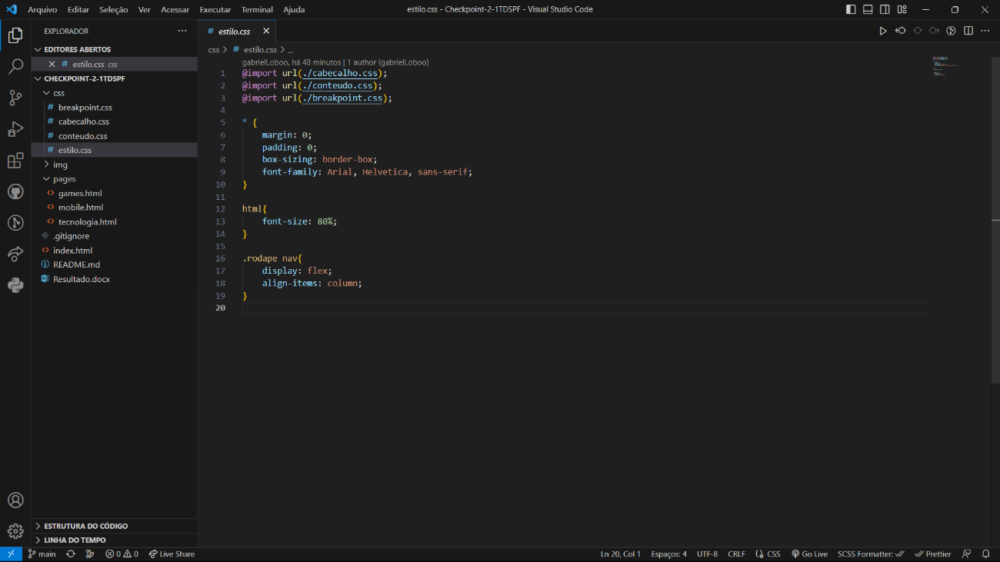 Arquivo Editar Seleção Ver Acessar Executar Terminal Ajuda
estilo.css - Checkpoint-2-1TDSPF - Visual Studio Code
EXPLORADOR
EDITORES ABERTOS
# estilo.css css
CHECKPOINT-2-1TDSPF
css
# breakpoint.css
# cabecalho.css
# conteudo.css
# estilo.css
img
pages
<> games.html
<> mobile.html
<> tecnologia.html
.gitignore
<> index.html
README.md
Resultado.docx
ESTRUTURA DO CÓDIGO
LINHA DO TEMPO
# estilo.css
css > # estilo.css > ...
gabrielLoboo, há 48 minutos | 1 author (gabrielLoboo)
1 @import url(./cabecalho.css);
2 @import url(./conteudo.css);
3 @import url(./breakpoint.css);
4
5 * {
6 margin: 0;
7 padding: 0;
8 box-sizing: border-box;
9 font-family: Arial, Helvetica, sans-serif;
10 }
11
12 html{
13 font-size: 80%;
14 }
15
16 .rodape nav{
17 display: flex;
18 align-items: column;
19 }
20
main 0 0 Live Share Ln 20, Col 1 Espaços: 4 UTF-8 CRLF CSS Go Live SCSS Formatter: Prettier